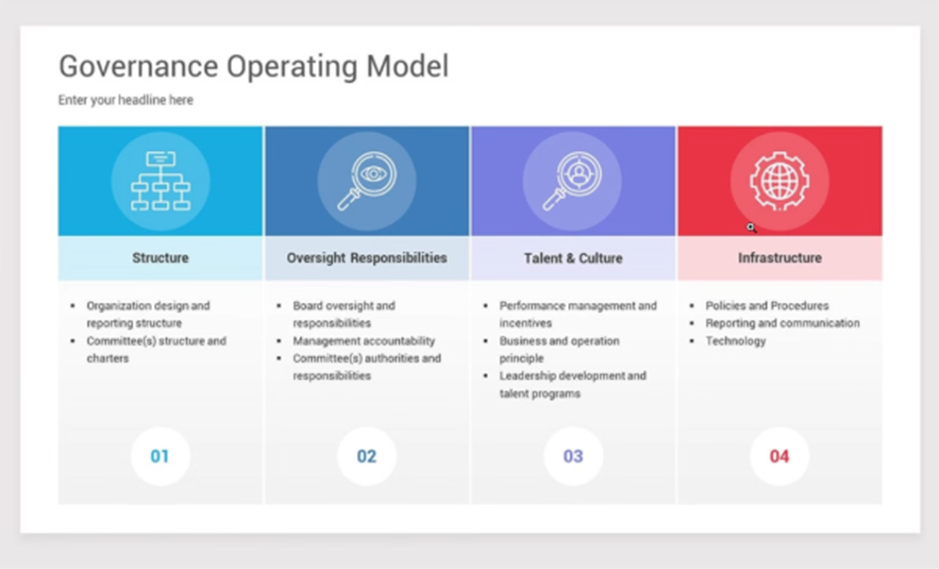 Governance Operating Model
Enter your headline here
Structure
Organization design and
reporting structure
Committee(s) structure and
charters
01
Oversight Responsibilities
Board oversight and
responsibilities
Management accountability
Committee(s) authorities and
responsibilities
02
Talent & Culture
Performance management and
incentives
Business and operation
principle
Leadership development and
talent programs
03
Infrastructure
Policies and Procedures
Reporting and communication
Technology
04